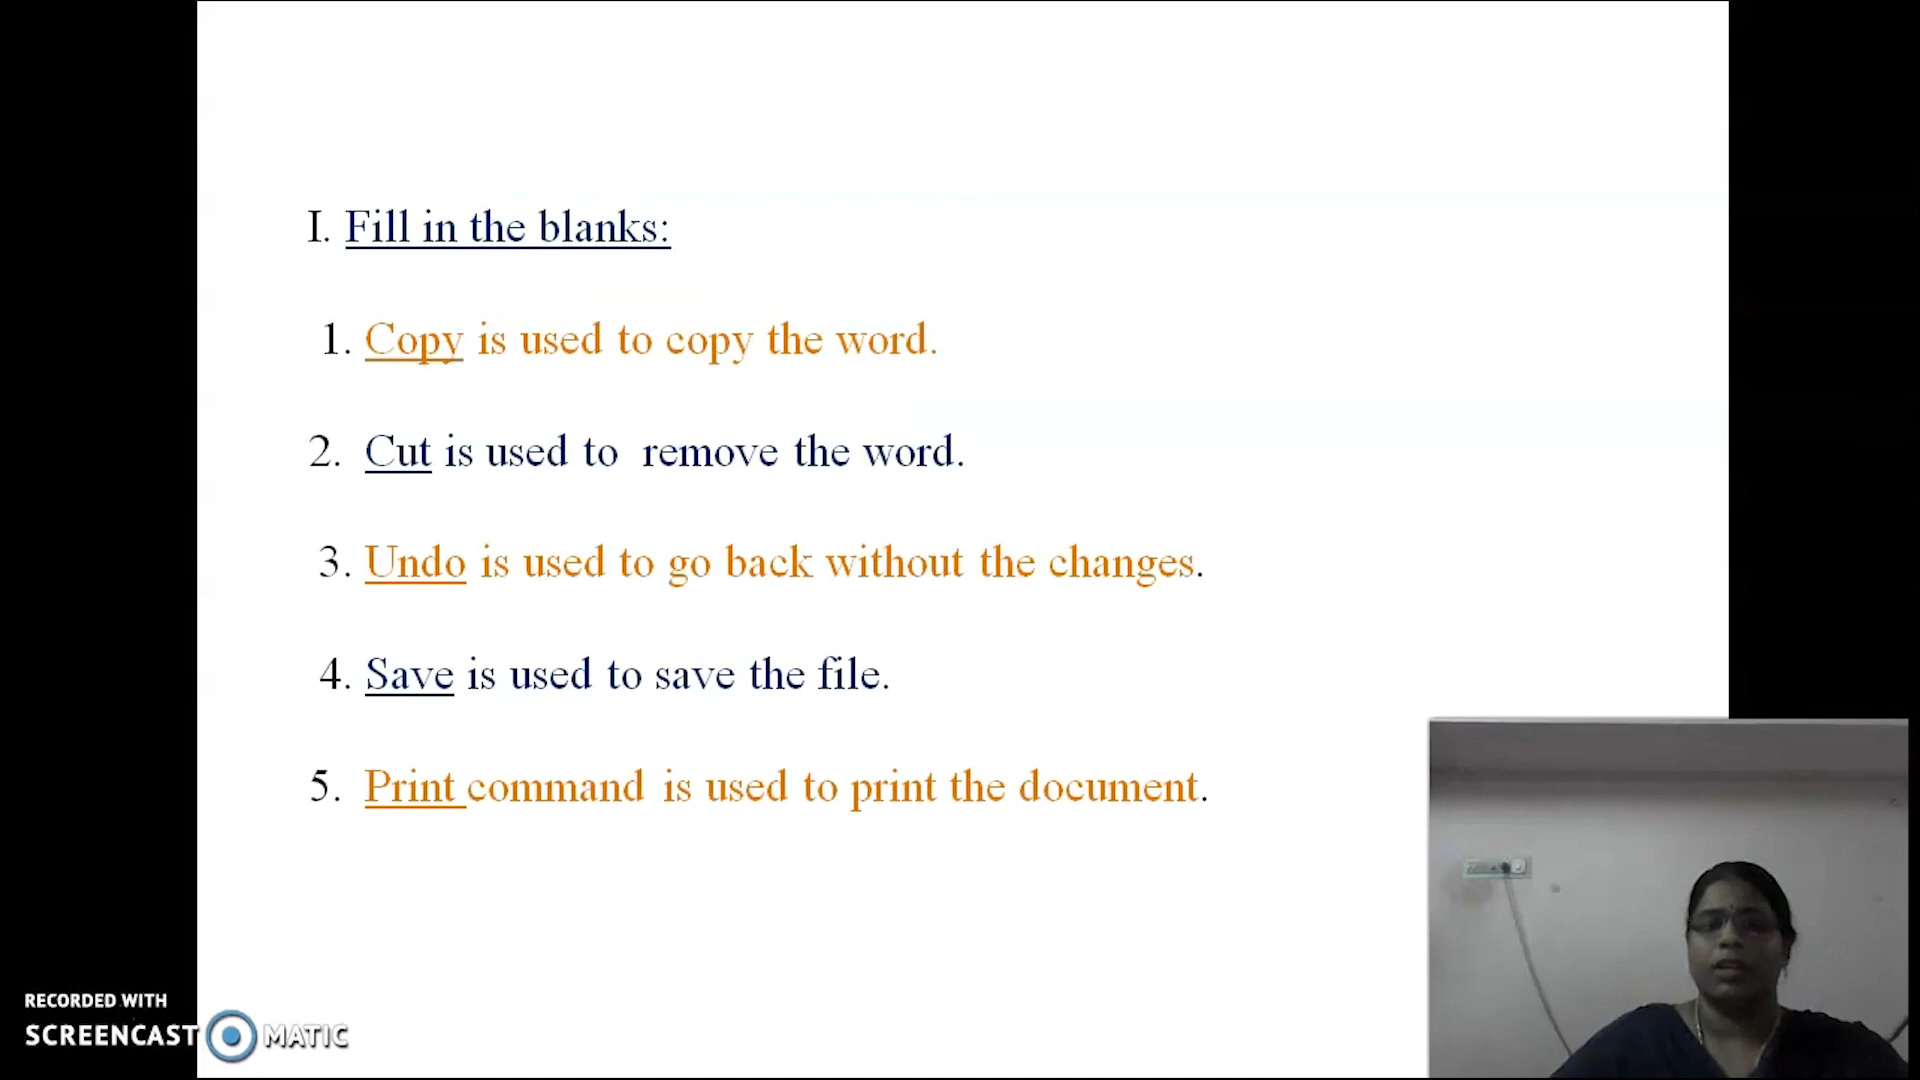 I. Fill in the blanks:
1. Copy is used to copy the word.
2. Cut is used to remove the word.
3. Undo is used to go back without the changes.
4. Save is used to save the file.
5. Print command is used to print the document.
RECORDED WITH
SCREENCAST MATIC